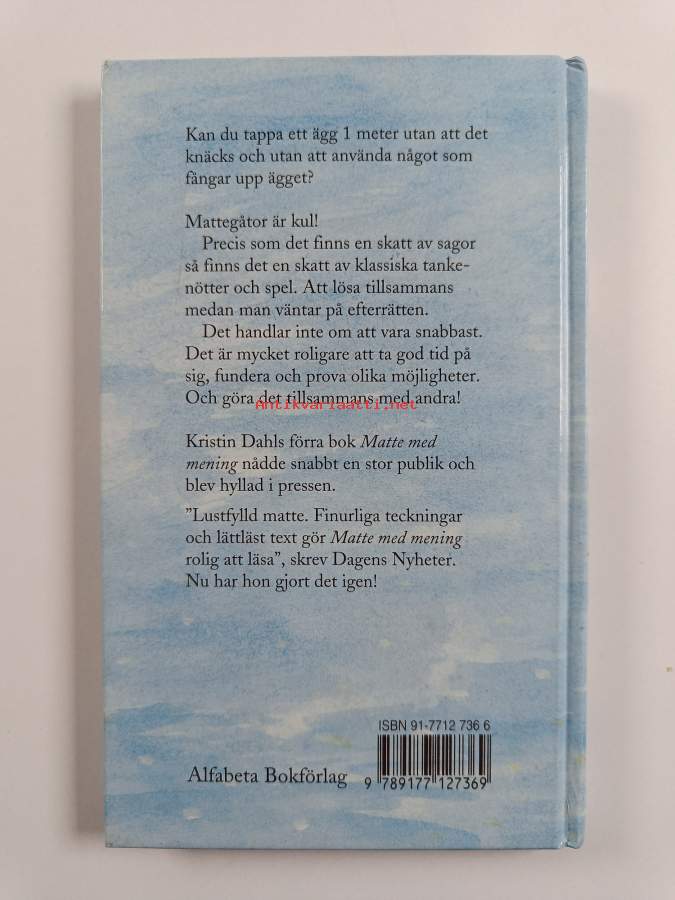 Kan du tappa ett ägg 1 meter utan att det
knäcks och utan att använda något som
fångar upp ägget?
Mattegåtor är kul!
Precis som det finns en skatt av sagor
så finns det en skatt av klassiska tanke-
nötter och spel. Att lösa tillsammans
medan man väntar på efterrätten.
Det handlar inte om att vara snabbast.
Det är mycket roligare att ta god tid på
sig, fundera och prova olika möjligheter.
Och göra det tillsammans med andra!
Antikvariaatti.net
Kristin Dahls förra bok Matte med
mening nådde snabbt en stor publik och
blev hyllad i pressen.
"Lustfylld matte. Finurliga teckningar
och lättläst text gör Matte med mening
rolig att läsa", skrev Dagens Nyheter.
Nu har hon gjort det igen!
ISBN 91-7712 736 6
Alfabeta Bokförlag
9 789177 127369